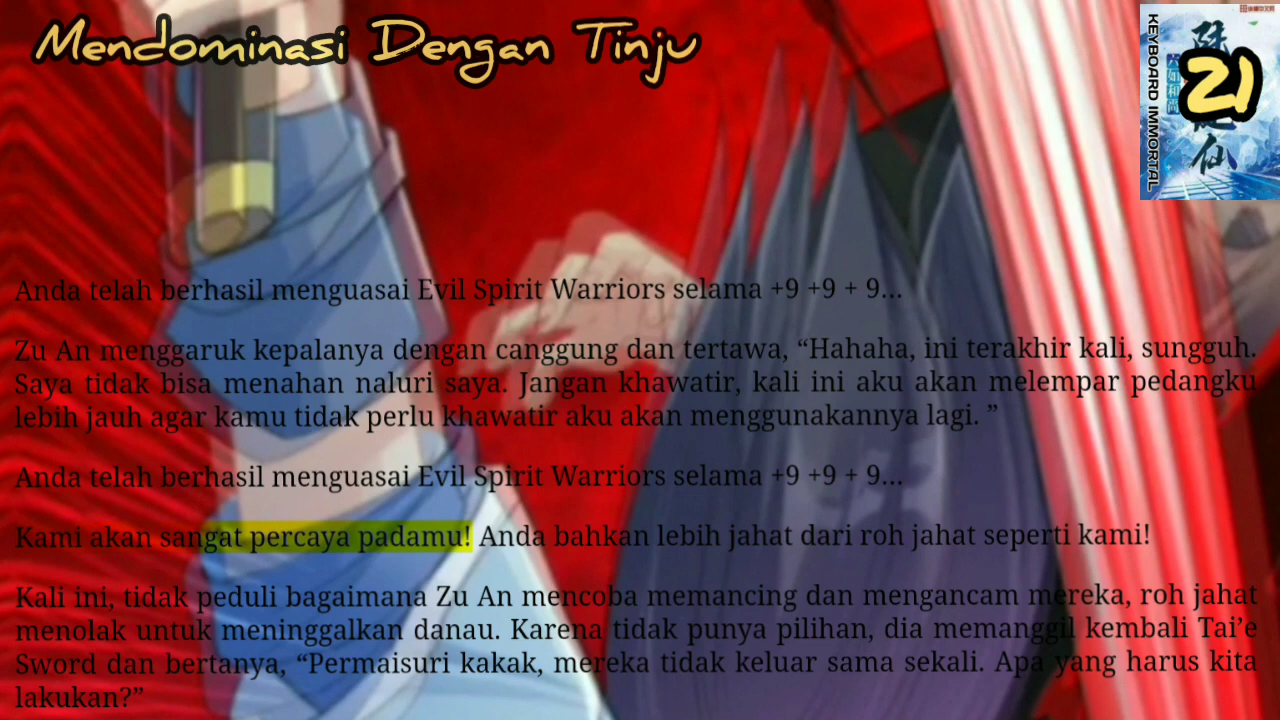 Mendominasi Dengan Tinju
KEYBOARD IMMORTAL
六如和尚
仙
21
Anda telah berhasil menguasai Evil Spirit Warriors selama +9 +9 + 9...
Zu An menggaruk kepalanya dengan canggung dan tertawa, “Hahaha, ini terakhir kali, sungguh.
Saya tidak bisa menahan naluri saya. Jangan khawatir, kali ini aku akan melempar pedangku
lebih jauh agar kamu tidak perlu khawatir aku akan menggunakannya lagi. ”
Anda telah berhasil menguasai Evil Spirit Warriors selama +9 +9 + 9...
Kami akan sangat percaya padamu! Anda bahkan lebih jahat dari roh jahat seperti kami!
Kali ini, tidak peduli bagaimana Zu An mencoba memancing dan mengancam mereka, roh jahat
menolak untuk meninggalkan danau. Karena tidak punya pilihan, dia memanggil kembali Tai’e
Sword dan bertanya, “Permaisuri kakak, mereka tidak keluar sama sekali. Apa yang harus kita
lakukan?”